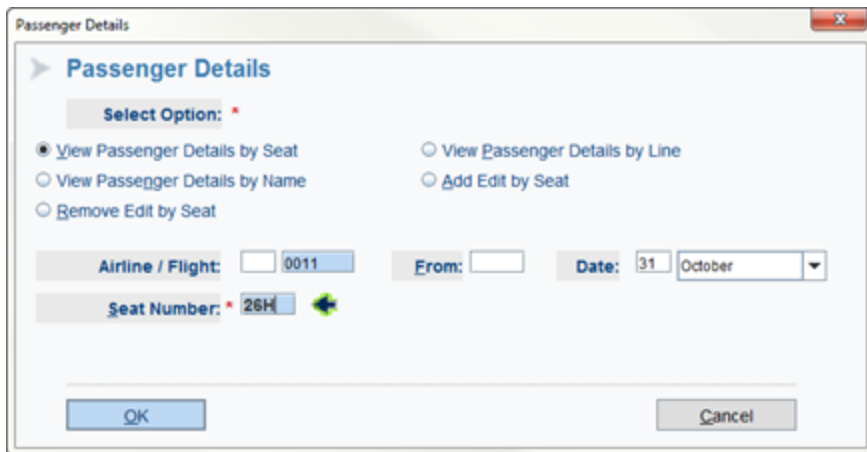 Passenger Details
Passenger Details
Select Option: *
View Passenger Details by Seat View Passenger Details by Line
View Passenger Details by Name Add Edit by Seat
Remove Edit by Seat
Airline / Flight: 0011 From: Date: 31 October
Seat Number: * 26H
OK Cancel